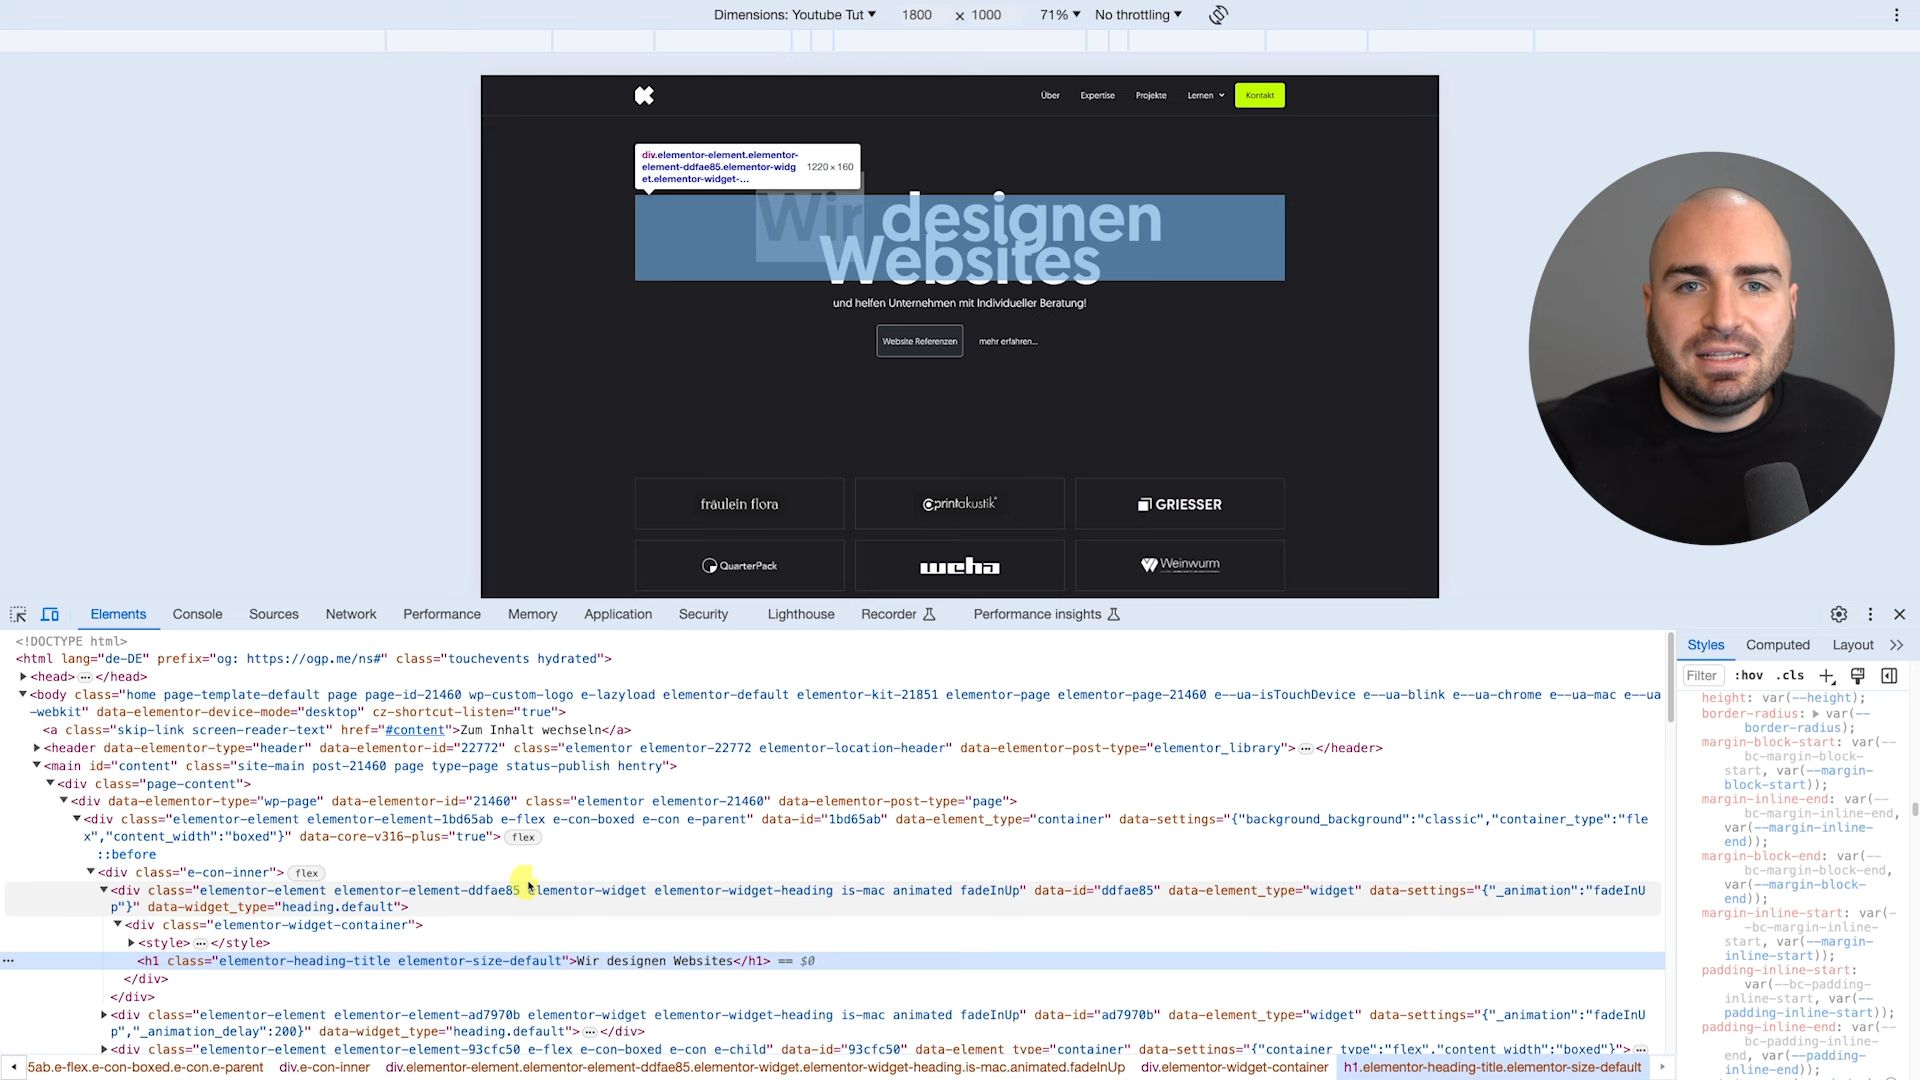 Dimensions: Youtube Tut 1800 × 1000 71% No throttling
Über Expertise Projekte Lernen Kontakt
div.elementor-element.elementor-
element-ddfae85.elementor-widg
et.elementor-widget-...
1220 × 160
Wir designen
Websites
und helfen Unternehmen mit Individueller Beratung!
Website Referenzen mehr erfahren...
fräulein flora printakustik GRIESSER
QuarterPack weha Weinwurm
Elements Console Sources Network Performance Memory Application Security Lighthouse Recorder Performance insights
<!DOCTYPE html>
<html lang="de-DE" prefix="og: https://ogp.me/ns#" class="touchevents hydrated">
<head> ... </head>
<body class="home page-template-default page page-id-21460 wp-custom-logo e-lazyload elementor-default elementor-kit-21851 elementor-page elementor-page-21460 e--ua-isTouchDevice e--ua-blink e--ua-chrome e--ua-mac e--ua
-webkit" data-elementor-device-mode="desktop" cz-shortcut-listen="true">
<a class="skip-link screen-reader-text" href="#content">Zum Inhalt wechseln</a>
<header data-elementor-type="header" data-elementor-id="22772" class="elementor elementor-22772 elementor-location-header" data-elementor-post-type="elementor_library"> ... </header>
<main id="content" class="site-main post-21460 page type-page status-publish hentry">
<div class="page-content">
<div data-elementor-type="wp-page" data-elementor-id="21460" class="elementor elementor-21460" data-elementor-post-type="page">
<div class="elementor-element elementor-element-1bd65ab e-flex e-con-boxed e-con e-parent" data-id="1bd65ab" data-element_type="container" data-settings="{"background_background":"classic","container_type":"fle
x","content_width":"boxed"}" data-core-v316-plus="true"> flex
::before
<div class="e-con-inner"> flex
<div class="elementor-element elementor-element-ddfae85 elementor-widget elementor-widget-heading is-mac animated fadeInUp" data-id="ddfae85" data-element_type="widget" data-settings="{"_animation":"fadeInU
p"}" data-widget_type="heading.default">
<div class="elementor-widget-container">
<style> ... </style>
... <h1 class="elementor-heading-title elementor-size-default">Wir designen Websites</h1> == $0
</div>
</div>
<div class="elementor-element elementor-element-ad7970b elementor-widget elementor-widget-heading is-mac animated fadeInUp" data-id="ad7970b" data-element_type="widget" data-settings="{"_animation":"fadeInU
p","_animation_delay":200}" data-widget_type="heading.default"> ... </div>
<div class="elementor-element elementor-element-93cfc50 e-flex e-con-boxed e-con e-child" data-id="93cfc50" data-element_type="container" data-settings="{"container_type":"flex","content_width":"boxed"}"> ...
5ab.e-flex.e-con-boxed.e-con.e-parent div.e-con-inner div.elementor-element.elementor-element-ddfae85.elementor-widget.elementor-widget-heading.is-mac.animated.fadeInUp div.elementor-widget-container h1.elementor-heading-title.elementor-size-default
Styles Computed Layout
Filter :hov .cls
height: var(--height);
border-radius: var(--
border-radius);
margin-block-start: var(--
bc-margin-block-
start, var(--margin-
block-start));
margin-inline-end: var(--
bc-margin-inline-end,
var(--margin-inline-
end));
margin-block-end: var(--
bc-margin-block-end,
var(--margin-block-
end));
margin-inline-start: var(-
-bc-margin-inline-
start, var(--margin-
inline-start));
padding-inline-start:
var(--bc-padding-
inline-start, var(--
padding-inline-start));
padding-inline-end: var(--
bc-padding-inline-
end, var(--padding-
inline-end));